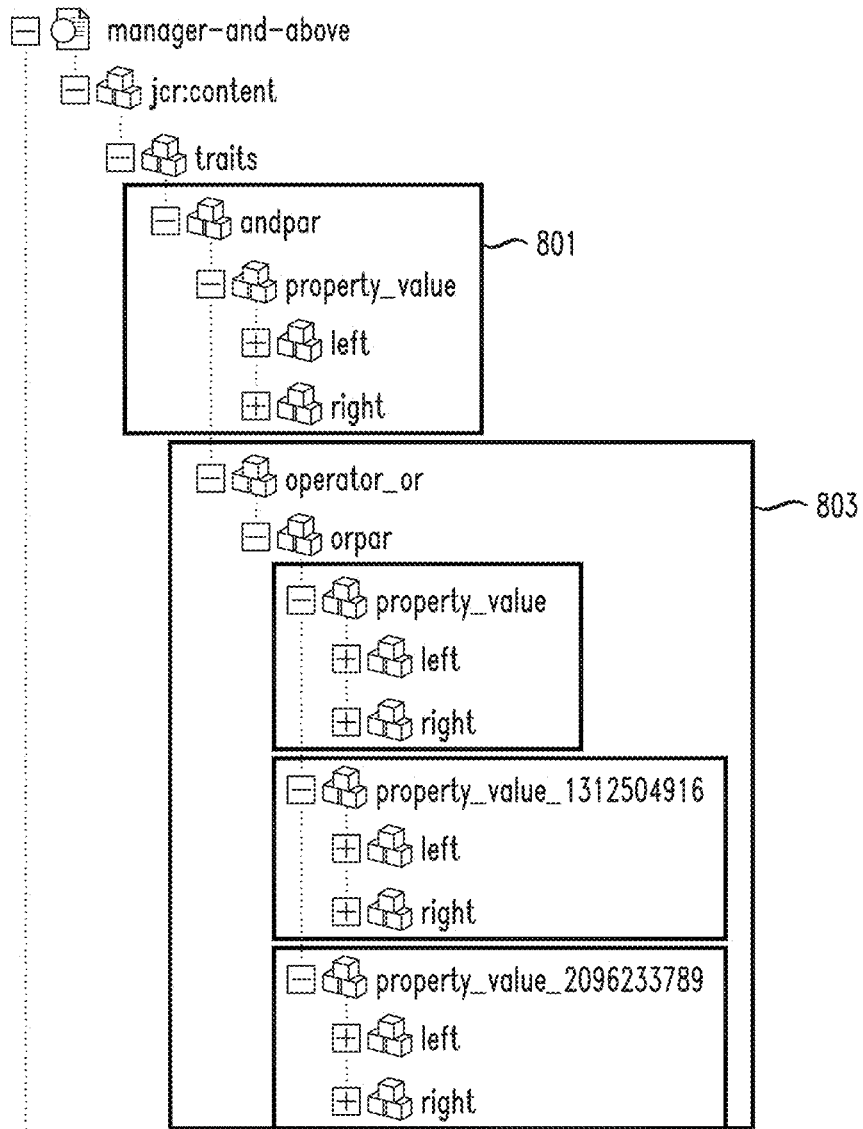 manager-and-above
jcr:content
traits
andpar
801
property_value
left
right
operator_or
803
orpar
property_value
left
right
property_value_1312504916
left
right
property_value_2096233789
left
right